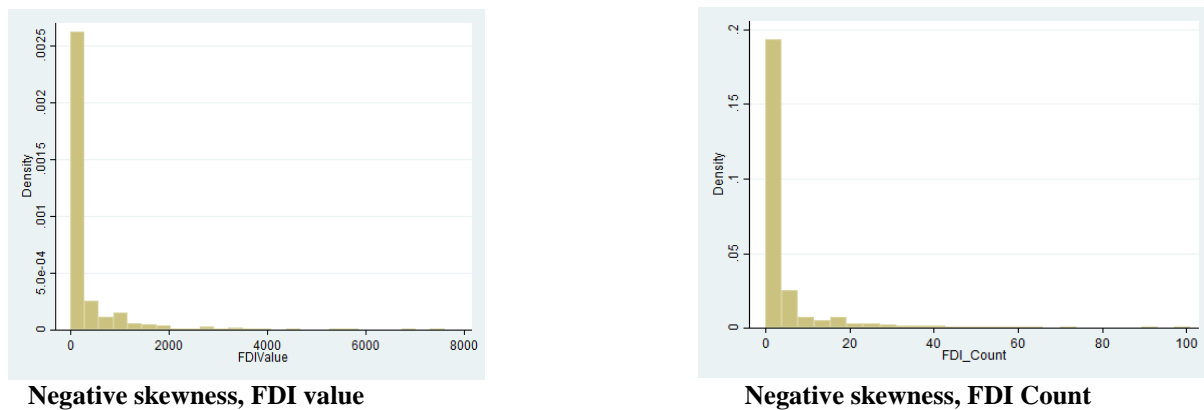 .0025
.002
.0015
.001
5.0e-04
0
Density
0 2000 4000 6000 8000
FDIValue
Negative skewness, FDI value
.2
.15
.1
.05
0
Density
0 20 40 60 80 100
FDI_Count
Negative skewness, FDI Count